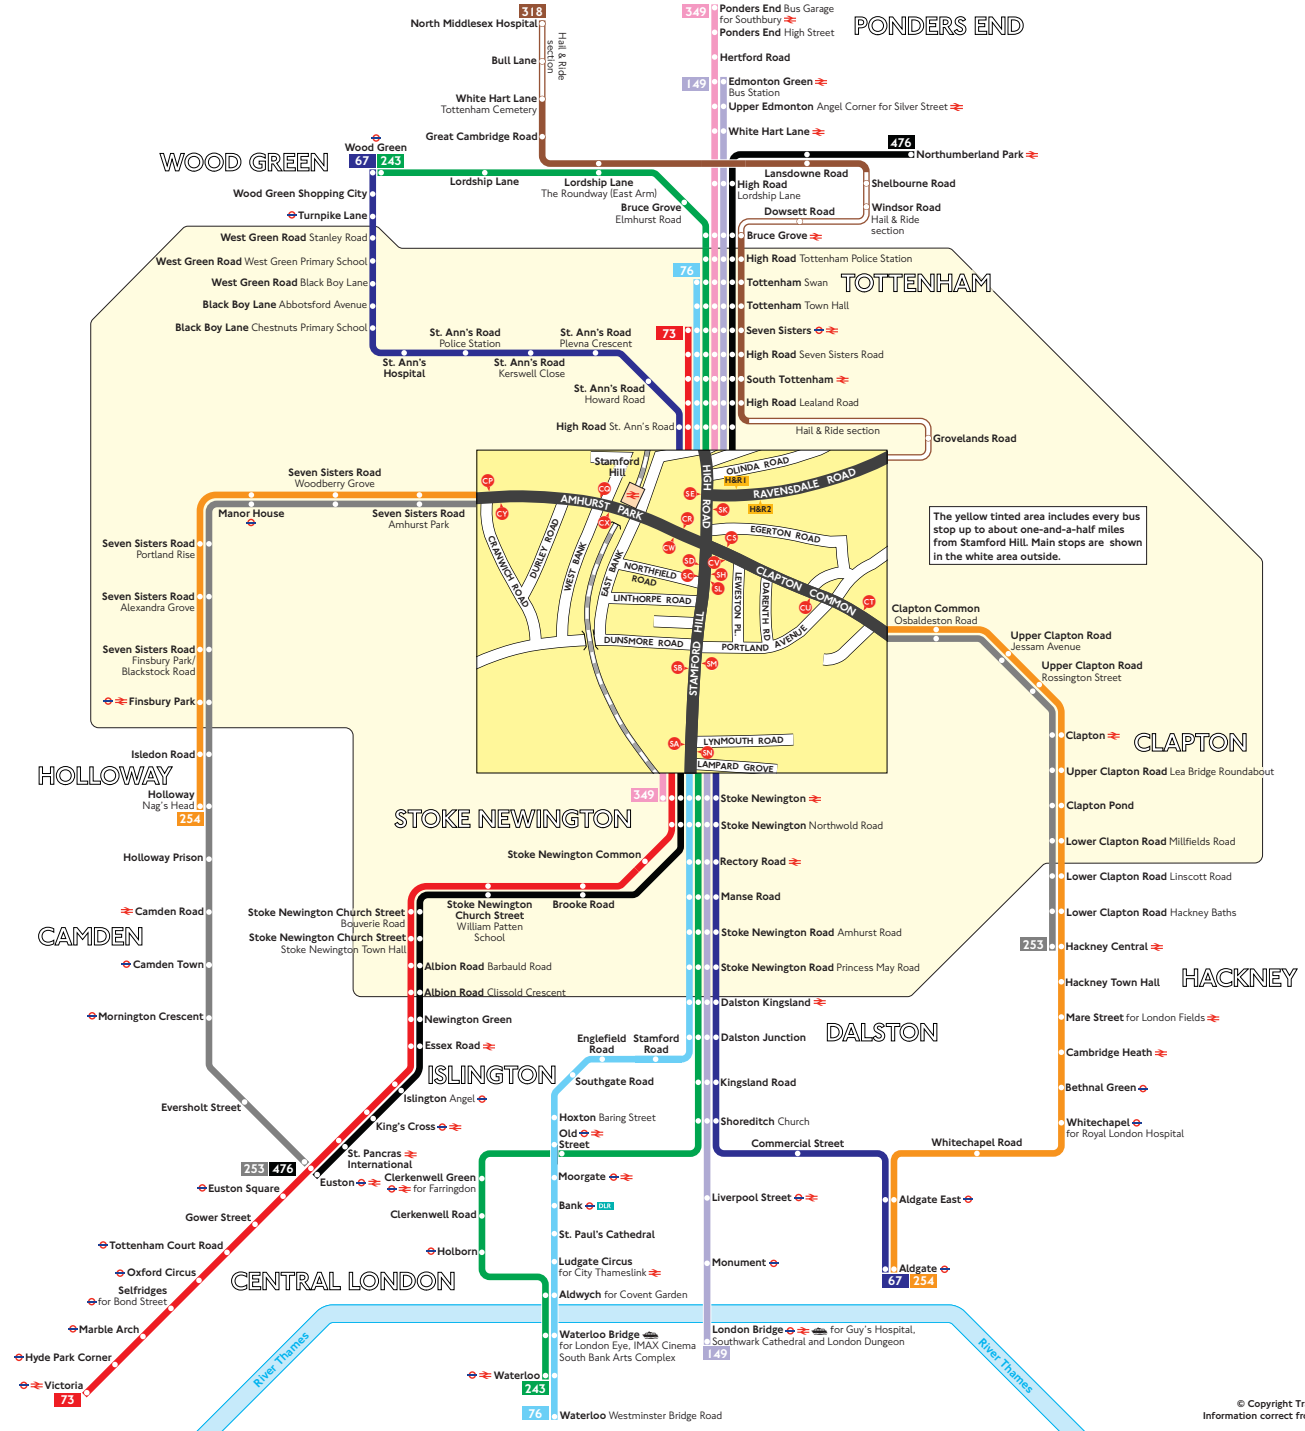 318
North Middlesex Hospital
Hail & Ride
section
Bull Lane
White Hart Lane
Tottenham Cemetery
Great Cambridge Road
349
Ponders End Bus Garage
for Southbury
Ponders End High Street
PONDERS END
Hertford Road
149
Edmonton Green
Bus Station
Upper Edmonton Angel Corner for Silver Street
White Hart Lane
476
Northumberland Park
WOOD GREEN
Wood Green
67 243
Lordship Lane
Lordship Lane
The Roundway (East Arm)
Bruce Grove
Elmhurst Road
High Road
Lordship Lane
Lansdowne Road
Shelbourne Road
Windsor Road
Hail & Ride
section
Dowsett Road
Bruce Grove
Wood Green Shopping City
Turnpike Lane
West Green Road Stanley Road
West Green Road West Green Primary School
West Green Road Black Boy Lane
Black Boy Lane Abbotsford Avenue
Black Boy Lane Chestnuts Primary School
St. Ann's
Hospital
St. Ann's Road
Police Station
St. Ann's Road
Kerswell Close
St. Ann's Road
Plevna Crescent
St. Ann's Road
Howard Road
High Road St. Ann's Road
76
73
High Road Tottenham Police Station
Tottenham Swan
TOTTENHAM
Tottenham Town Hall
Seven Sisters
High Road Seven Sisters Road
South Tottenham
High Road Lealand Road
Hail & Ride section
Grovelands Road
Seven Sisters Road
Woodberry Grove
Manor House
Seven Sisters Road
Amhurst Park
Seven Sisters Road
Portland Rise
Seven Sisters Road
Alexandra Grove
Seven Sisters Road
Finsbury Park/
Blackstock Road
Finsbury Park
Isledon Road
HOLLOWAY
Holloway
Nag's Head
254
Holloway Prison
Camden Road
CAMDEN
Camden Town
Mornington Crescent
Eversholt Street
Stamford
Hill
HIGH ROAD
OLINDA ROAD
H&R1
RAVENSDALE ROAD
H&R2
AMHURST PARK
EGERTON ROAD
CRANWICH ROAD
DURLEY ROAD
WEST BANK
EAST BANK
NORTHFIELD
ROAD
LINTHORPE ROAD
DUNSMORE ROAD
PORTLAND AVENUE
LEWESTON PL.
DARENTH RD
CLAPTON COMMON
STAMFORD HILL
LYNMOUTH ROAD
LAMPARD GROVE
CP
CY
CQ
CX
SE
SK
CR
CW
CS
SD
CV
SC
SH
SL
CU
CT
SB
SM
SA
SN
The yellow tinted area includes every bus
stop up to about one-and-a-half miles
from Stamford Hill. Main stops are shown
in the white area outside.
Clapton Common
Osbaldeston Road
Upper Clapton Road
Jessam Avenue
Upper Clapton Road
Rossington Street
Clapton
CLAPTON
Upper Clapton Road Lea Bridge Roundabout
Clapton Pond
Lower Clapton Road Millfields Road
Lower Clapton Road Linscott Road
Lower Clapton Road Hackney Baths
253
Hackney Central
HACKNEY
Hackney Town Hall
Mare Street for London Fields
Cambridge Heath
Bethnal Green
Whitechapel
for Royal London Hospital
Whitechapel Road
Commercial Street
Aldgate East
Aldgate
67 254
349
STOKE NEWINGTON
Stoke Newington
Stoke Newington Northwold Road
Rectory Road
Manse Road
Stoke Newington Road Amhurst Road
Stoke Newington Road Princess May Road
Dalston Kingsland
DALSTON
Dalston Junction
Kingsland Road
Shoreditch Church
Liverpool Street
Monument
London Bridge for Guy's Hospital,
Southwark Cathedral and London Dungeon
149
Stoke Newington Common
Brooke Road
Stoke Newington
Church Street
William Patten
School
Stoke Newington Church Street
Bouverie Road
Stoke Newington Church Street
Stoke Newington Town Hall
Albion Road Barbauld Road
Albion Road Clissold Crescent
Newington Green
Essex Road
ISLINGTON
Islington Angel
King's Cross
St. Pancras
International
Euston
253 476
Euston Square
Gower Street
Tottenham Court Road
Oxford Circus
Selfridges
for Bond Street
Marble Arch
Hyde Park Corner
Victoria
73
CENTRAL LONDON
Englefield
Road
Stamford
Road
Southgate Road
Hoxton Baring Street
Old
Street
Clerkenwell Green
for Farringdon
Clerkenwell Road
Holborn
Moorgate
Bank DLR
St. Paul's Cathedral
Ludgate Circus
for City Thameslink
Aldwych for Covent Garden
Waterloo Bridge
for London Eye, IMAX Cinema
South Bank Arts Complex
Waterloo
243
76
Waterloo Westminster Bridge Road
River Thames
River Thames
© Copyright Tr
Information correct fr